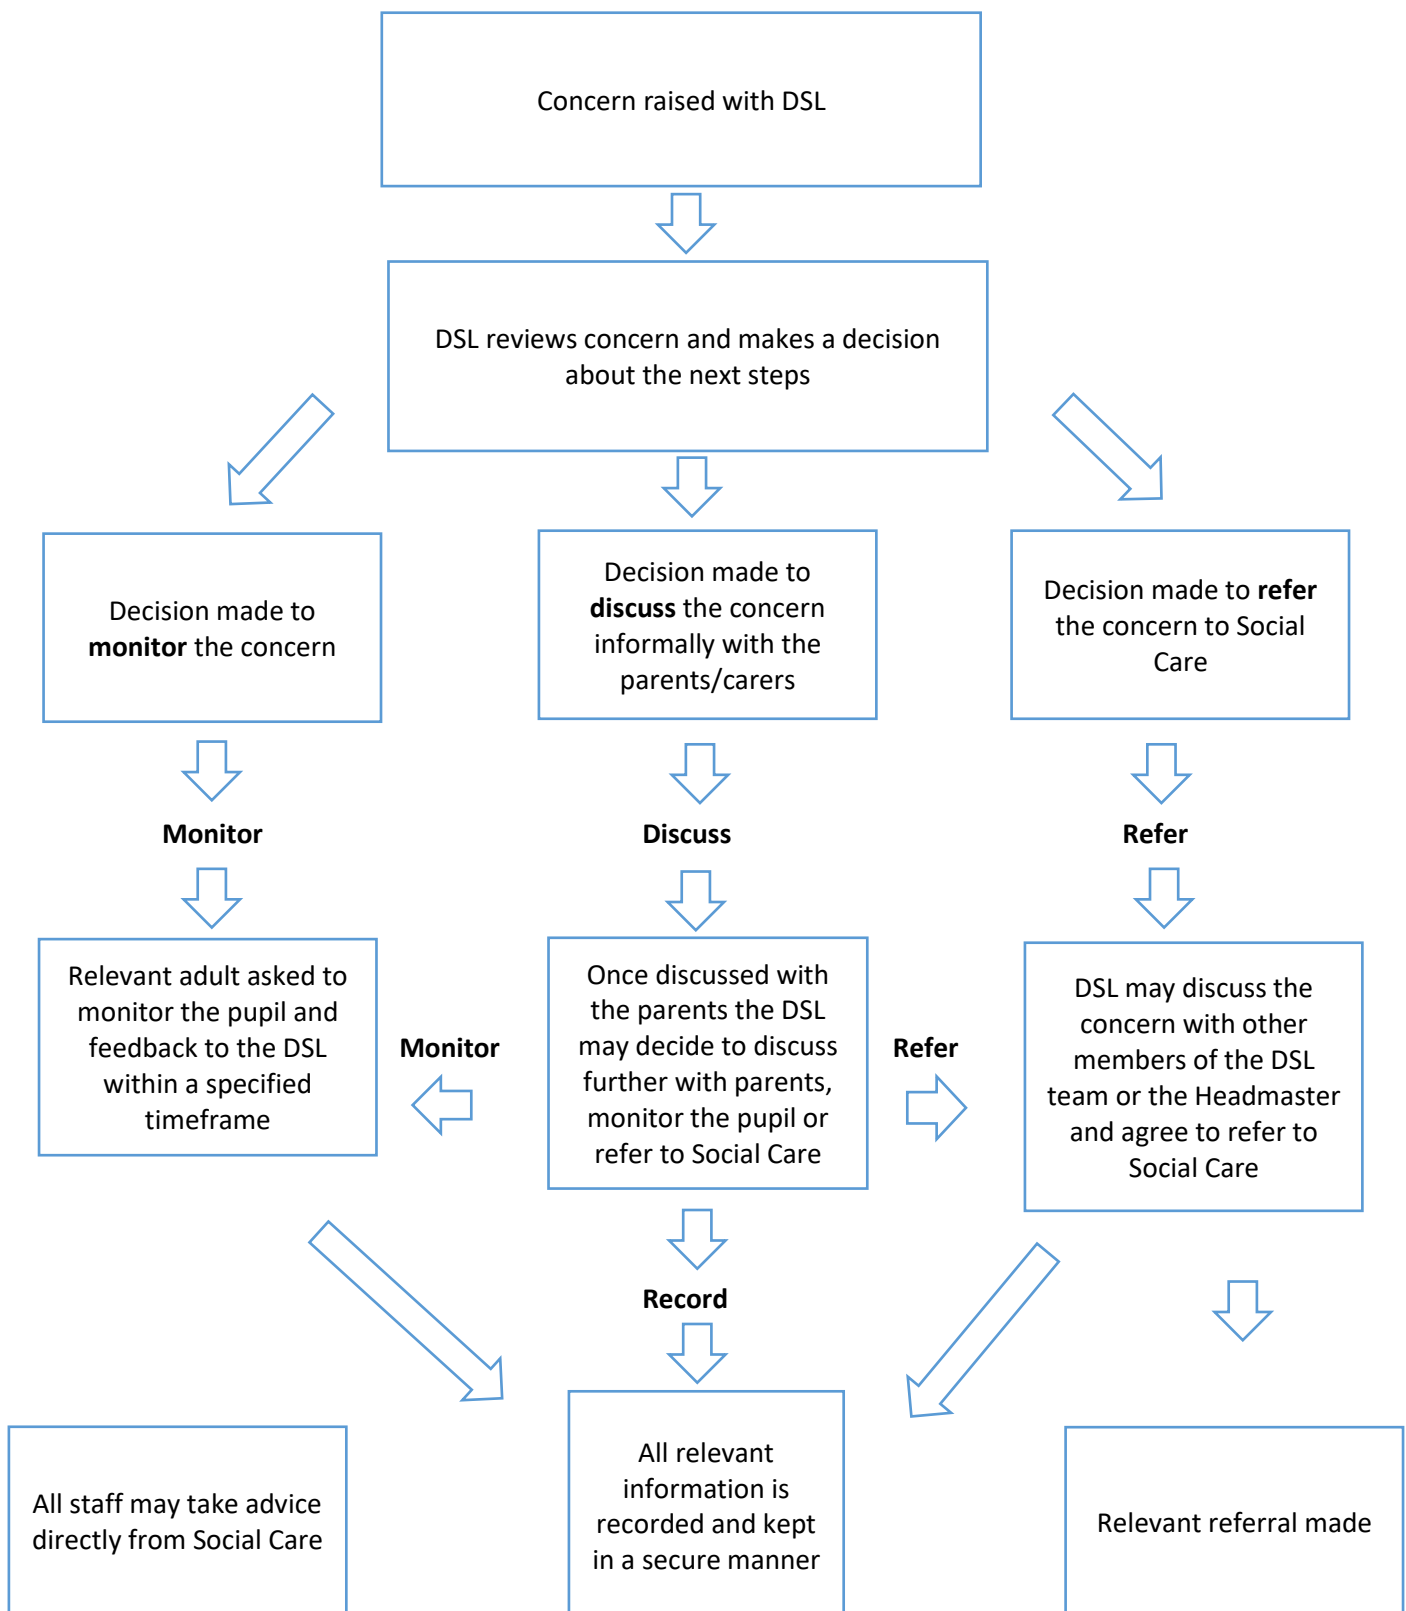 Concern raised with DSL
DSL reviews concern and makes a decision
about the next steps
Decision made to
monitor the concern
Decision made to
discuss the concern
informally with the
parents/carers
Decision made to refer
the concern to Social
Care
Monitor
Discuss
Refer
Relevant adult asked to
monitor the pupil and
feedback to the DSL
within a specified
timeframe
Monitor
Once discussed with
the parents the DSL
may decide to discuss
further with parents,
monitor the pupil or
refer to Social Care
Refer
DSL may discuss the
concern with other
members of the DSL
team or the Headmaster
and agree to refer to
Social Care
Record
All staff may take advice
directly from Social Care
All relevant
information is
recorded and kept
in a secure manner
Relevant referral made